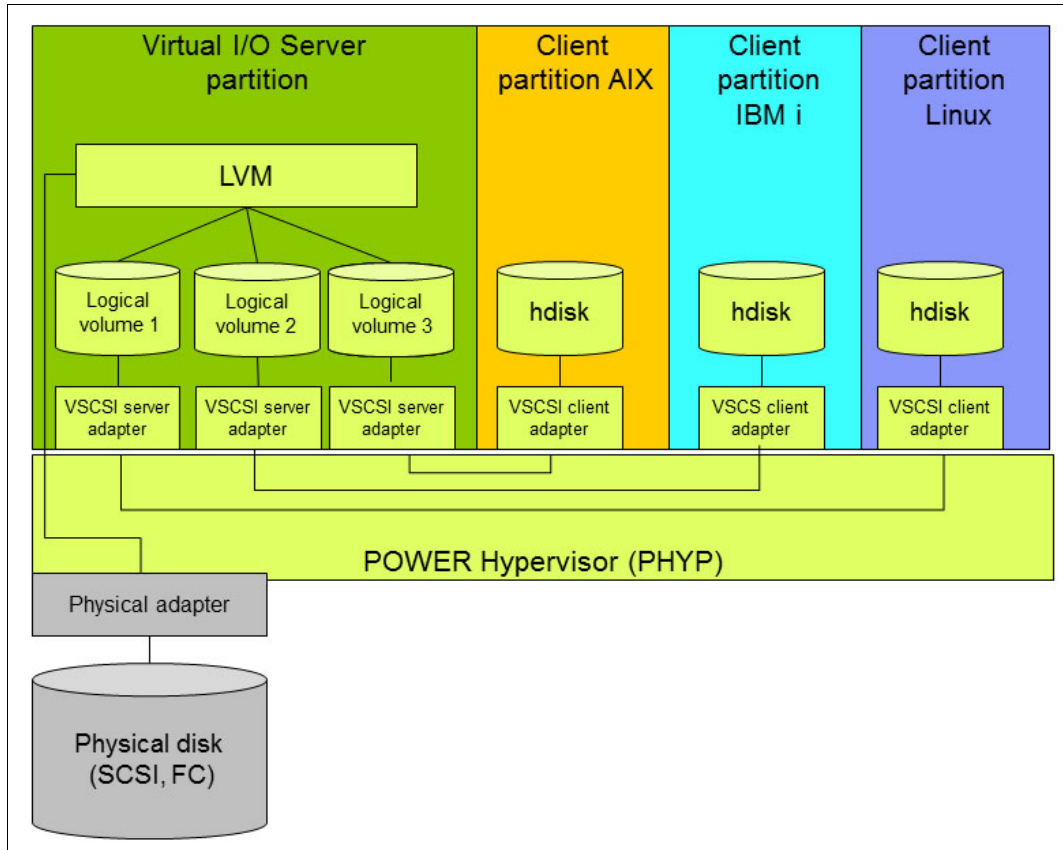 Virtual I/O Server
partition
Client
partition AIX
Client
partition
IBM i
Client
partition
Linux
LVM
Logical
volume 1
Logical
volume 2
Logical
volume 3
hdisk
hdisk
hdisk
VSCSI server
adapter
VSCSI server
adapter
VSCSI server
adapter
VSCSI client
adapter
VSCS client
adapter
VSCSI client
adapter
POWER Hypervisor (PHYP)
Physical adapter
Physical disk
(SCSI, FC)